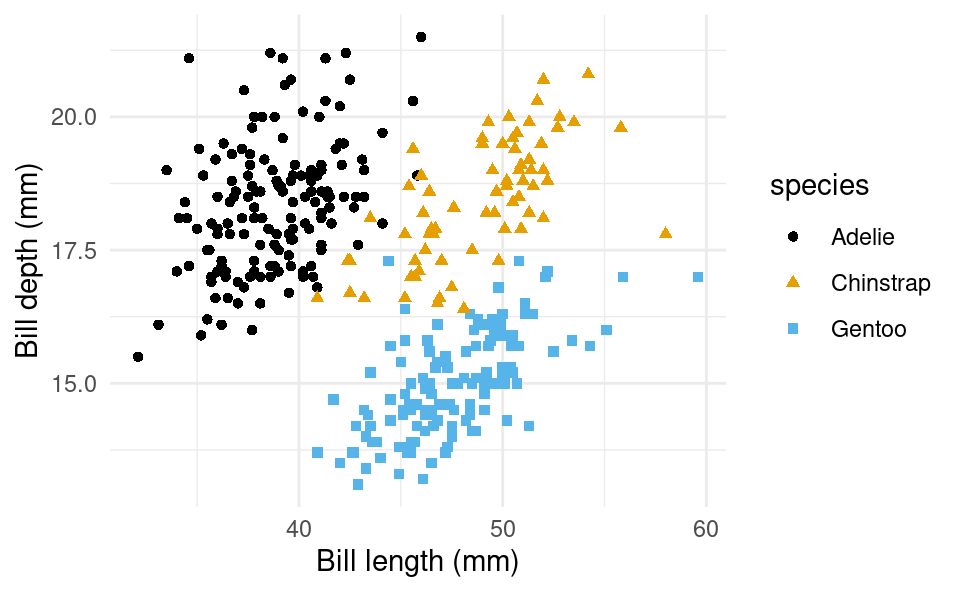 20.0
17.5
15.0
Bill depth (mm)
40 50 60
Bill length (mm)
species
Adelie
Chinstrap
Gentoo